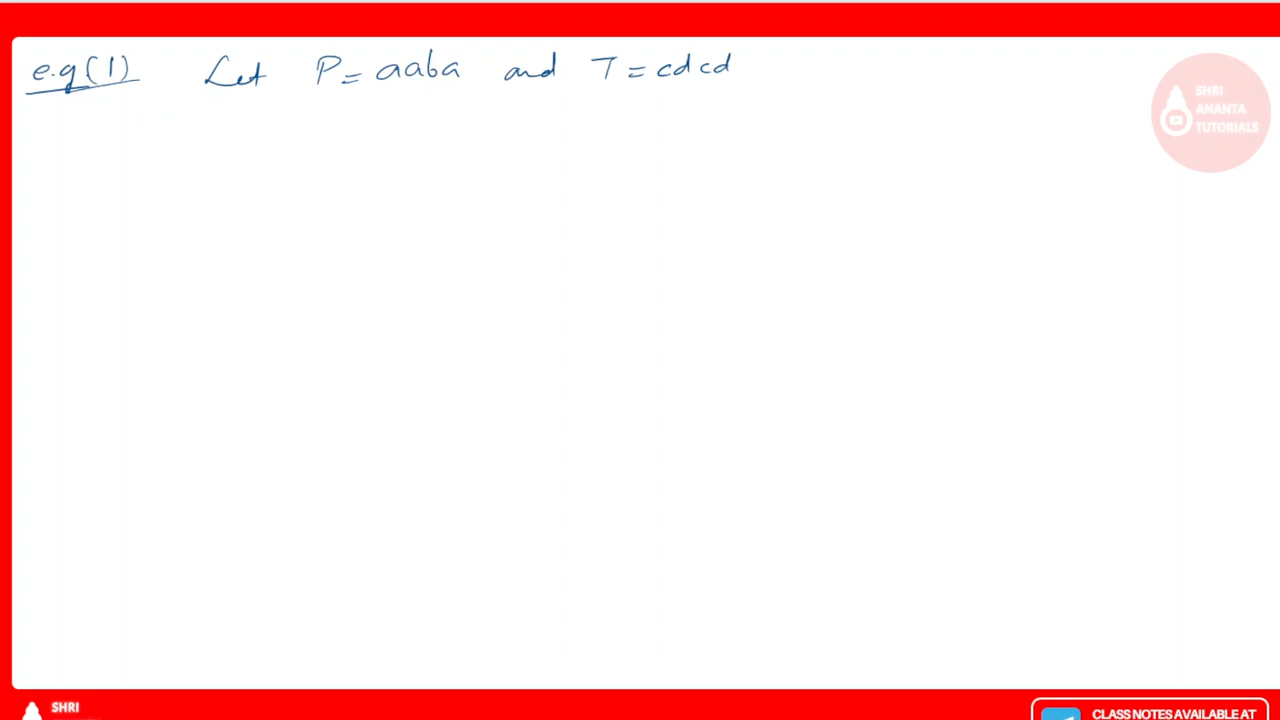 e.g(1) Let P = aaba and T = cdcd
SHRI
ANANTA
TUTORIALS
SHRI
CLASS NOTES AVAILABLE AT